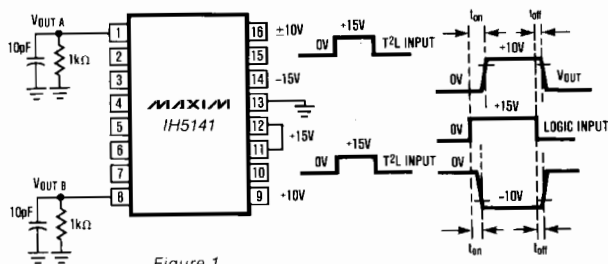 VOUT A
10pF
1kΩ
1
2
3
4
5
6
7
8
MAXIM
IH5141
16 ±10V
15
14 -15V
13
12
11
+15V
10
9 +10V
VOUT B
10pF
1kΩ
Figure 1
+15V
0V
T²L INPUT
+15V
0V
T²L INPUT
ton
toff
+10V
0V
VOUT
+15V
0V
LOGIC INPUT
0V
-10V
ton
toff